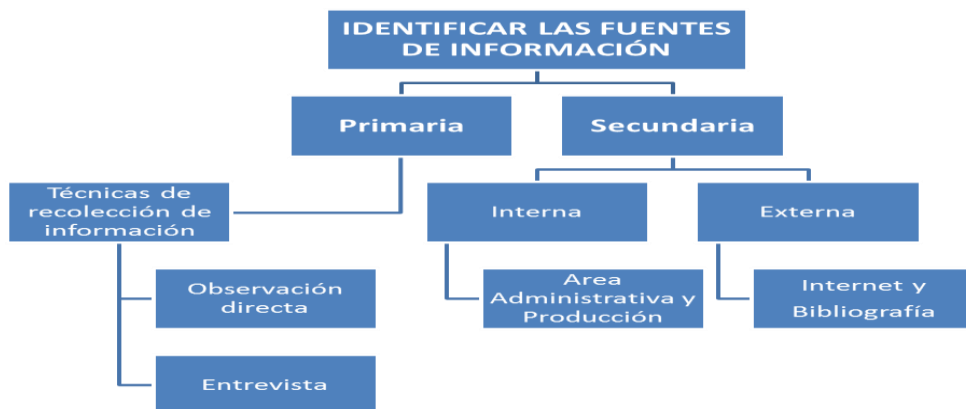 IDENTIFICAR LAS FUENTES
DE INFORMACIÓN
Primaria
Secundaria
Técnicas de
recolección de
información
Interna
Externa
Observación
directa
Area
Administrativa y
Producción
Internet y
Bibliografía
Entrevista